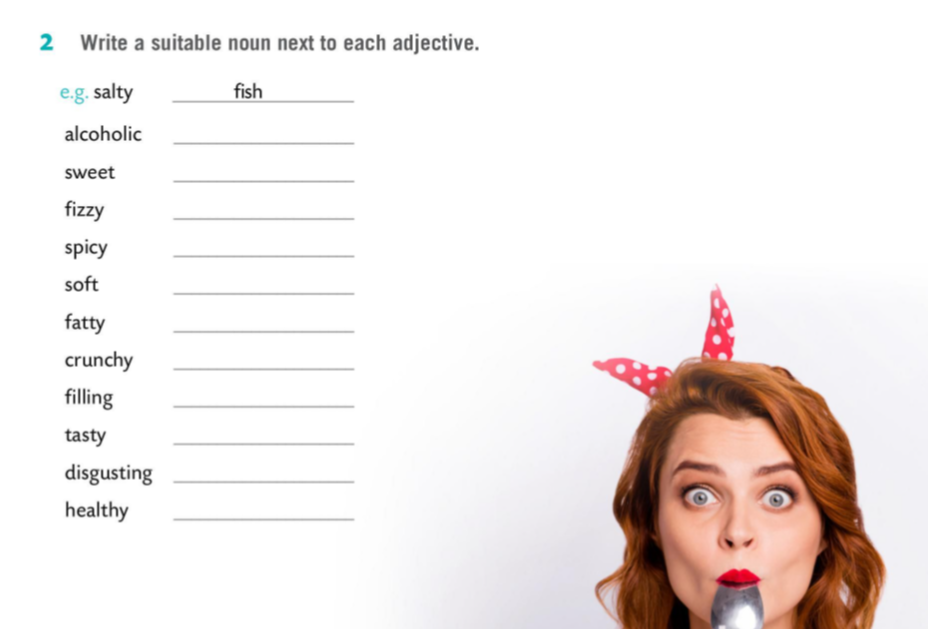 2 Write a suitable noun next to each adjective.
e.g. salty fish
alcoholic
sweet
fizzy
spicy
soft
fatty
crunchy
filling
tasty
disgusting
healthy